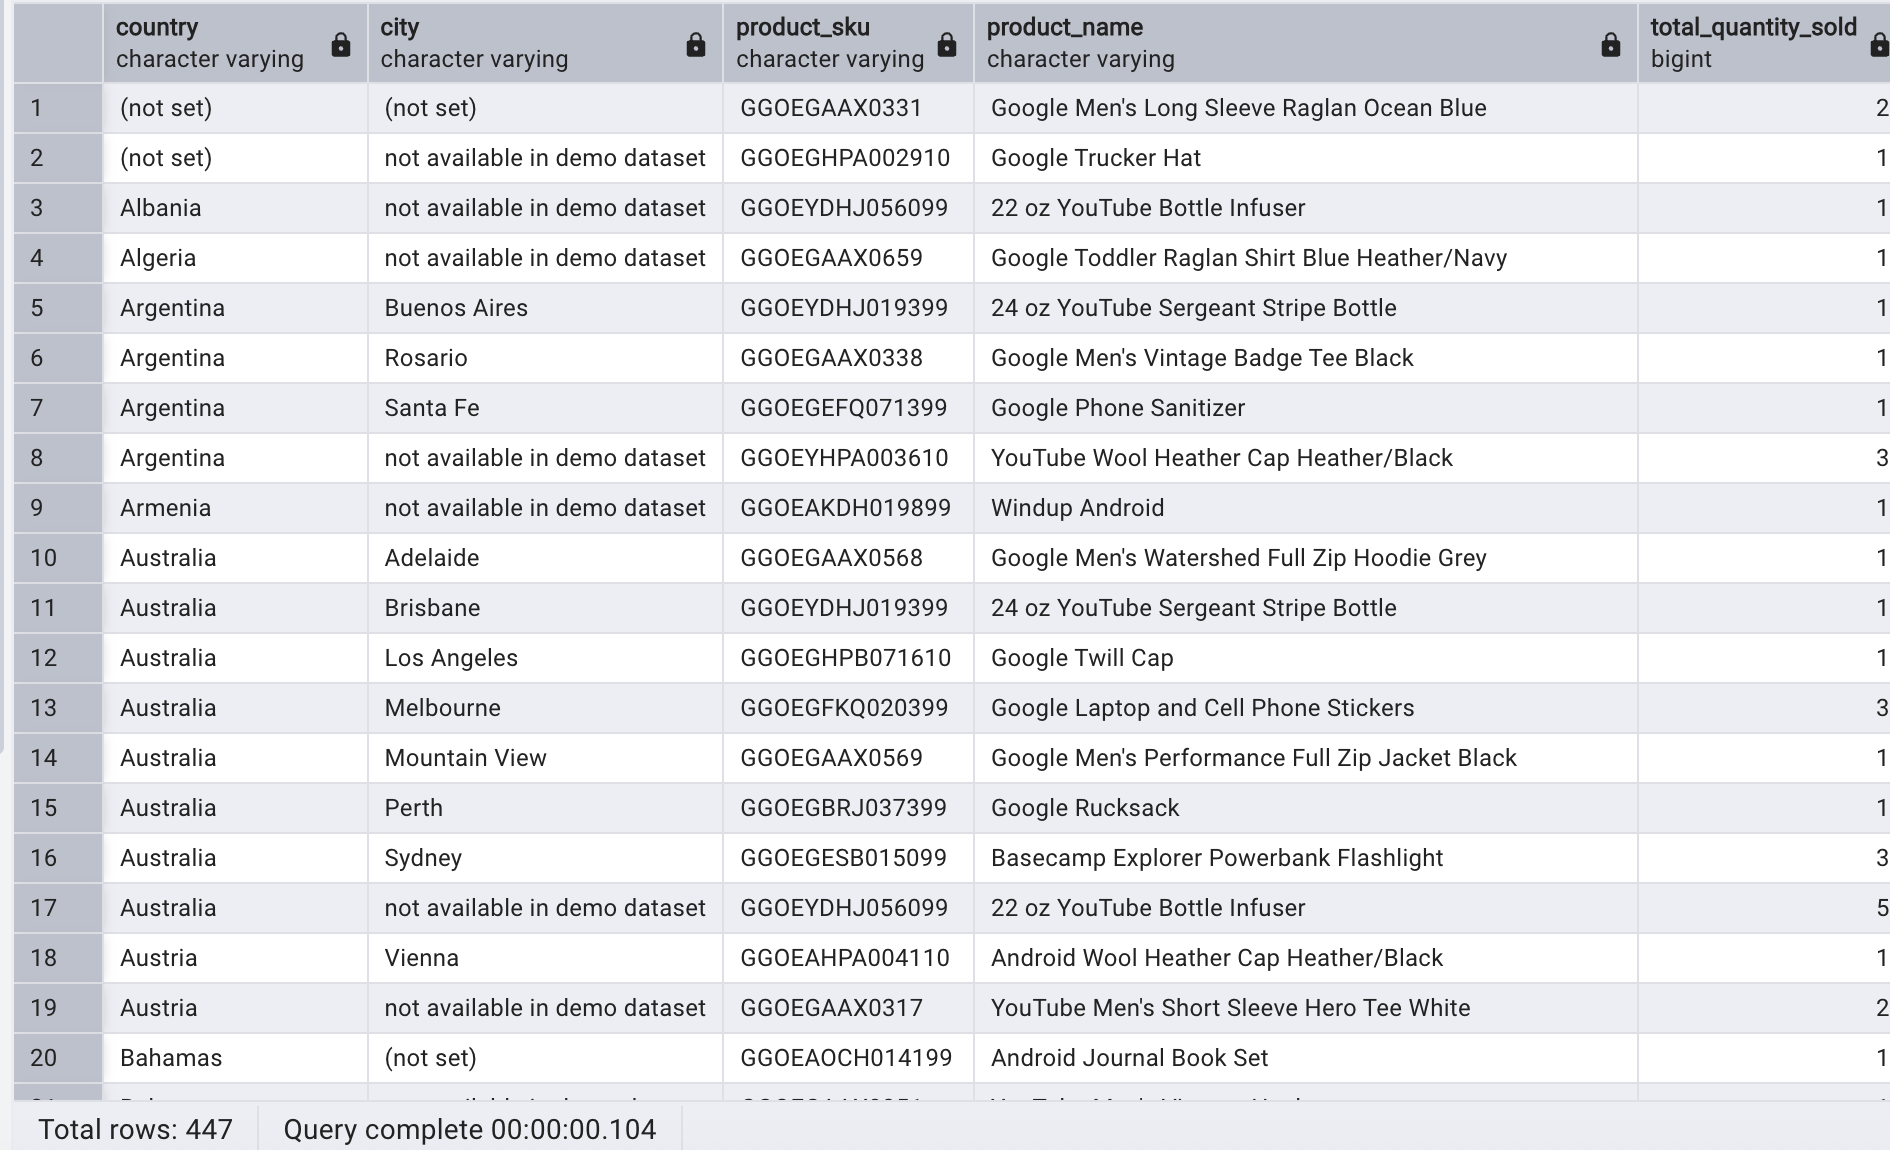 country city product_sku product_name total_quantity_sold
character varying character varying character varying character varying bigint
1 (not set) (not set) GGOEGAAX0331 Google Men's Long Sleeve Raglan Ocean Blue 2
2 (not set) not available in demo dataset GGOEGHPA002910 Google Trucker Hat 1
3 Albania not available in demo dataset GGOEYDHJ056099 22 oz YouTube Bottle Infuser 1
4 Algeria not available in demo dataset GGOEGAAX0659 Google Toddler Raglan Shirt Blue Heather/Navy 1
5 Argentina Buenos Aires GGOEYDHJ019399 24 oz YouTube Sergeant Stripe Bottle 1
6 Argentina Rosario GGOEGAAX0338 Google Men's Vintage Badge Tee Black 1
7 Argentina Santa Fe GGOEGEFQ071399 Google Phone Sanitizer 1
8 Argentina not available in demo dataset GGOEYHPA003610 YouTube Wool Heather Cap Heather/Black 3
9 Armenia not available in demo dataset GGOEAKDH019899 Windup Android 1
10 Australia Adelaide GGOEGAAX0568 Google Men's Watershed Full Zip Hoodie Grey 1
11 Australia Brisbane GGOEYDHJ019399 24 oz YouTube Sergeant Stripe Bottle 1
12 Australia Los Angeles GGOEGHPB071610 Google Twill Cap 1
13 Australia Melbourne GGOEGFKQ020399 Google Laptop and Cell Phone Stickers 3
14 Australia Mountain View GGOEGAAX0569 Google Men's Performance Full Zip Jacket Black 1
15 Australia Perth GGOEGBRJ037399 Google Rucksack 1
16 Australia Sydney GGOEGESB015099 Basecamp Explorer Powerbank Flashlight 3
17 Australia not available in demo dataset GGOEYDHJ056099 22 oz YouTube Bottle Infuser 5
18 Austria Vienna GGOEAHPA004110 Android Wool Heather Cap Heather/Black 1
19 Austria not available in demo dataset GGOEGAAX0317 YouTube Men's Short Sleeve Hero Tee White 2
20 Bahamas (not set) GGOEAOCH014199 Android Journal Book Set 1
Total rows: 447 Query complete 00:00:00.104